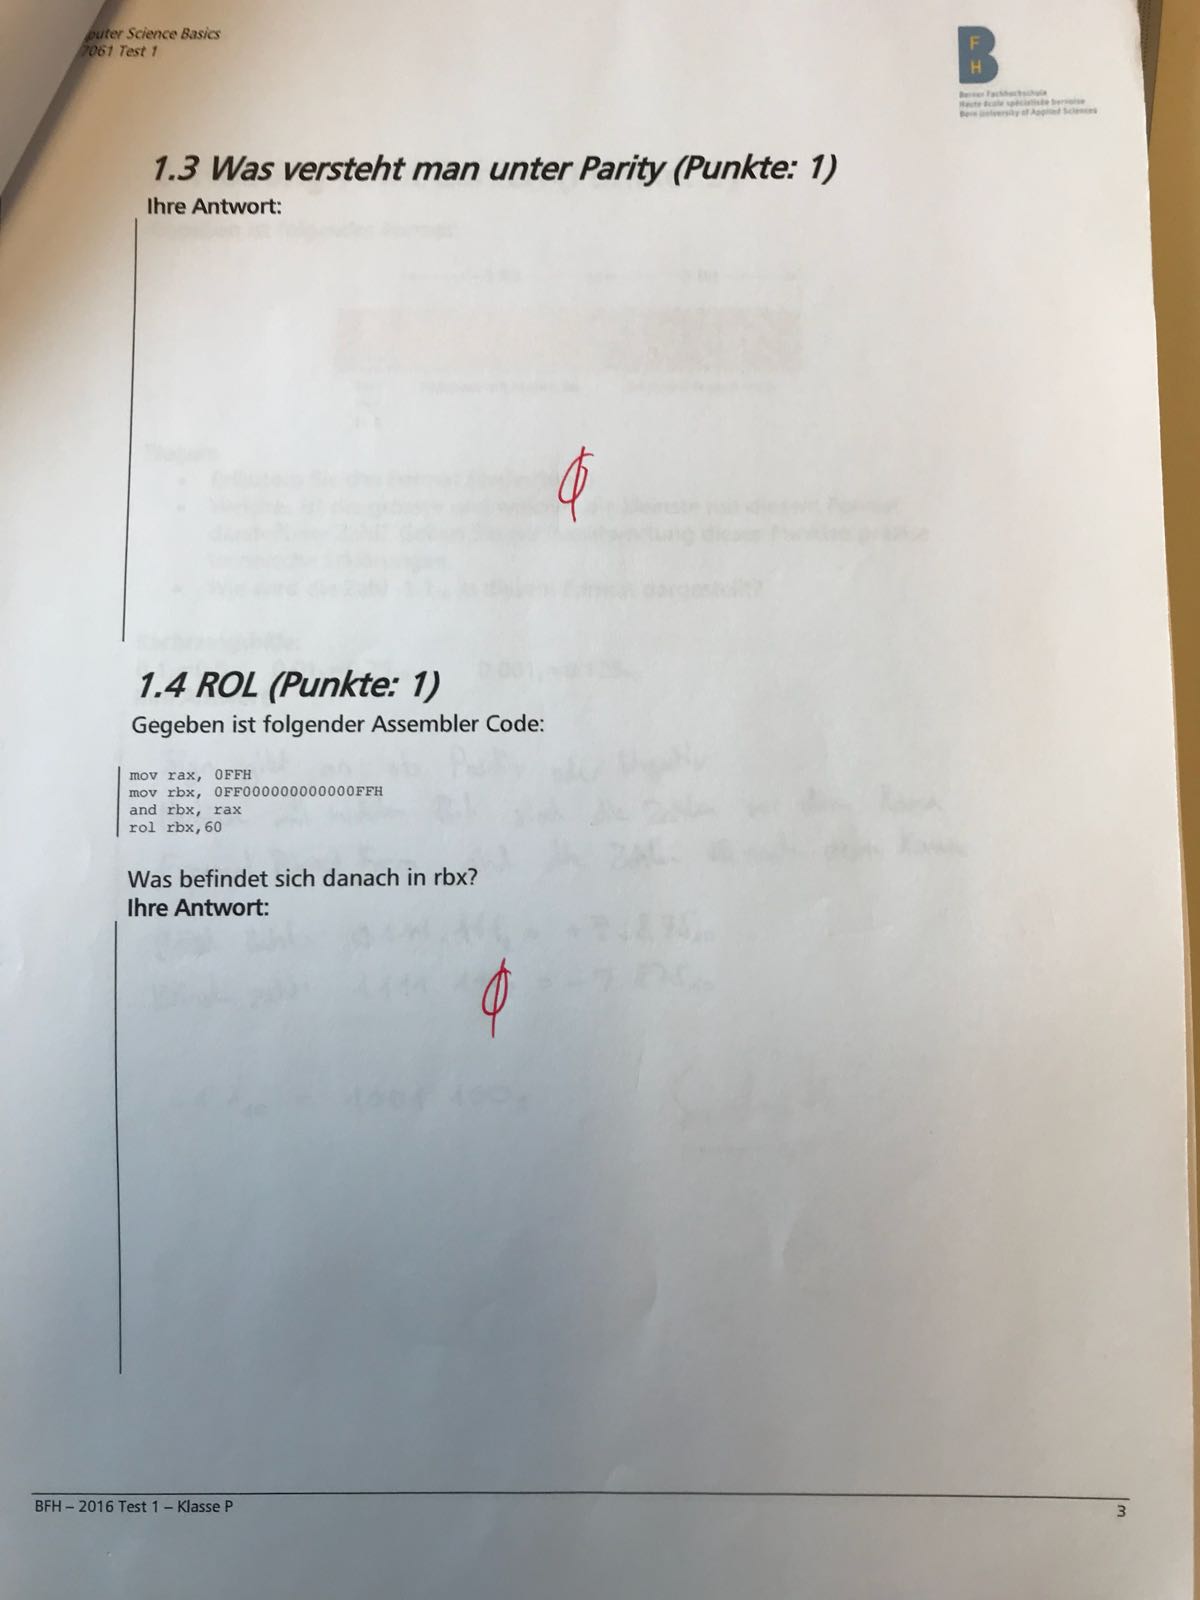 puter Science Basics
7061 Test 1
F
H
Berner Fachhochschule
Haute école spécialisée bernoise
Bern University of Applied Sciences
1.3 Was versteht man unter Parity (Punkte: 1)
Ihre Antwort:
ϕ
1.4 ROL (Punkte: 1)
Gegeben ist folgender Assembler Code:
mov rax, 0FFH
mov rbx, 0FF000000000000FFH
and rbx, rax
rol rbx,60
Was befindet sich danach in rbx?
Ihre Antwort:
ϕ
BFH – 2016 Test 1 – Klasse P
3